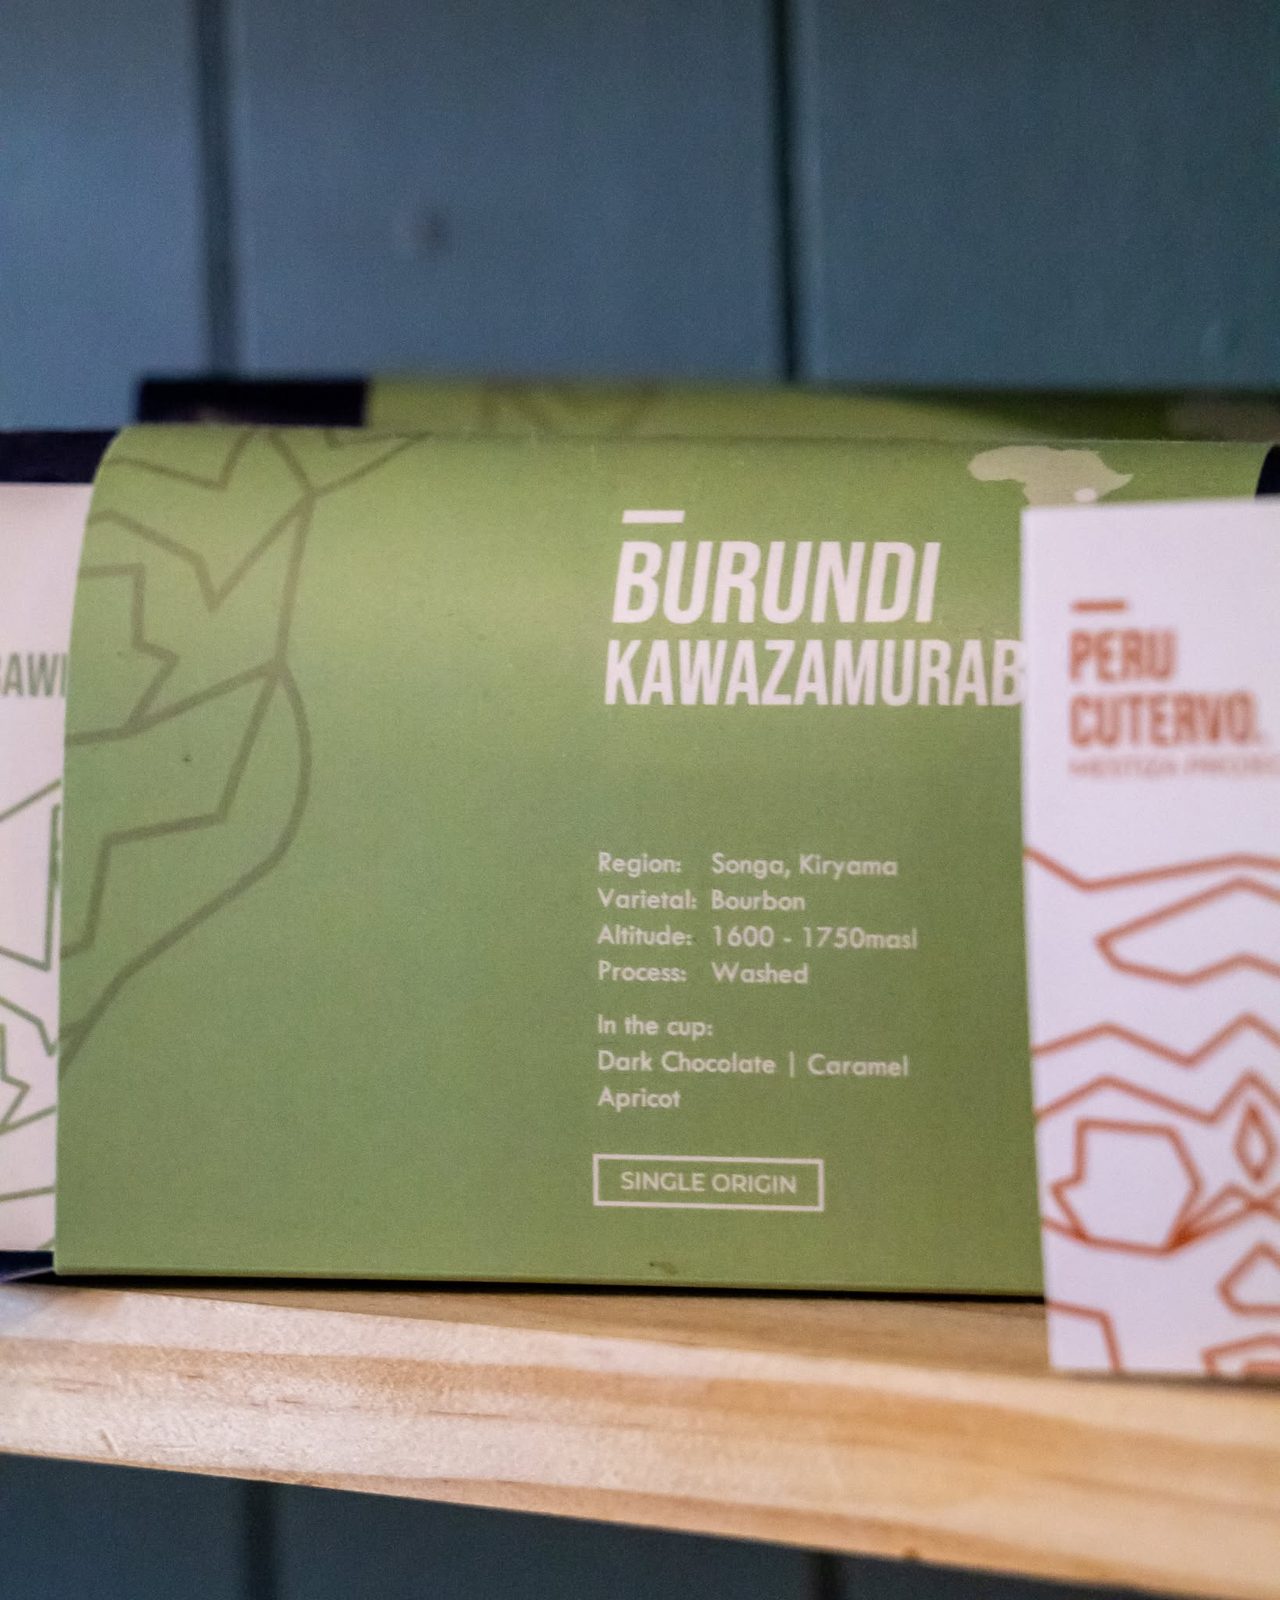 BURUNDI
KAWAZAMURAB
Region: Songa, Kiryama
Varietal: Bourbon
Altitude: 1600 - 1750masl
Process: Washed
In the cup:
Dark Chocolate | Caramel
Apricot
SINGLE ORIGIN
PERU
CUTERVO.